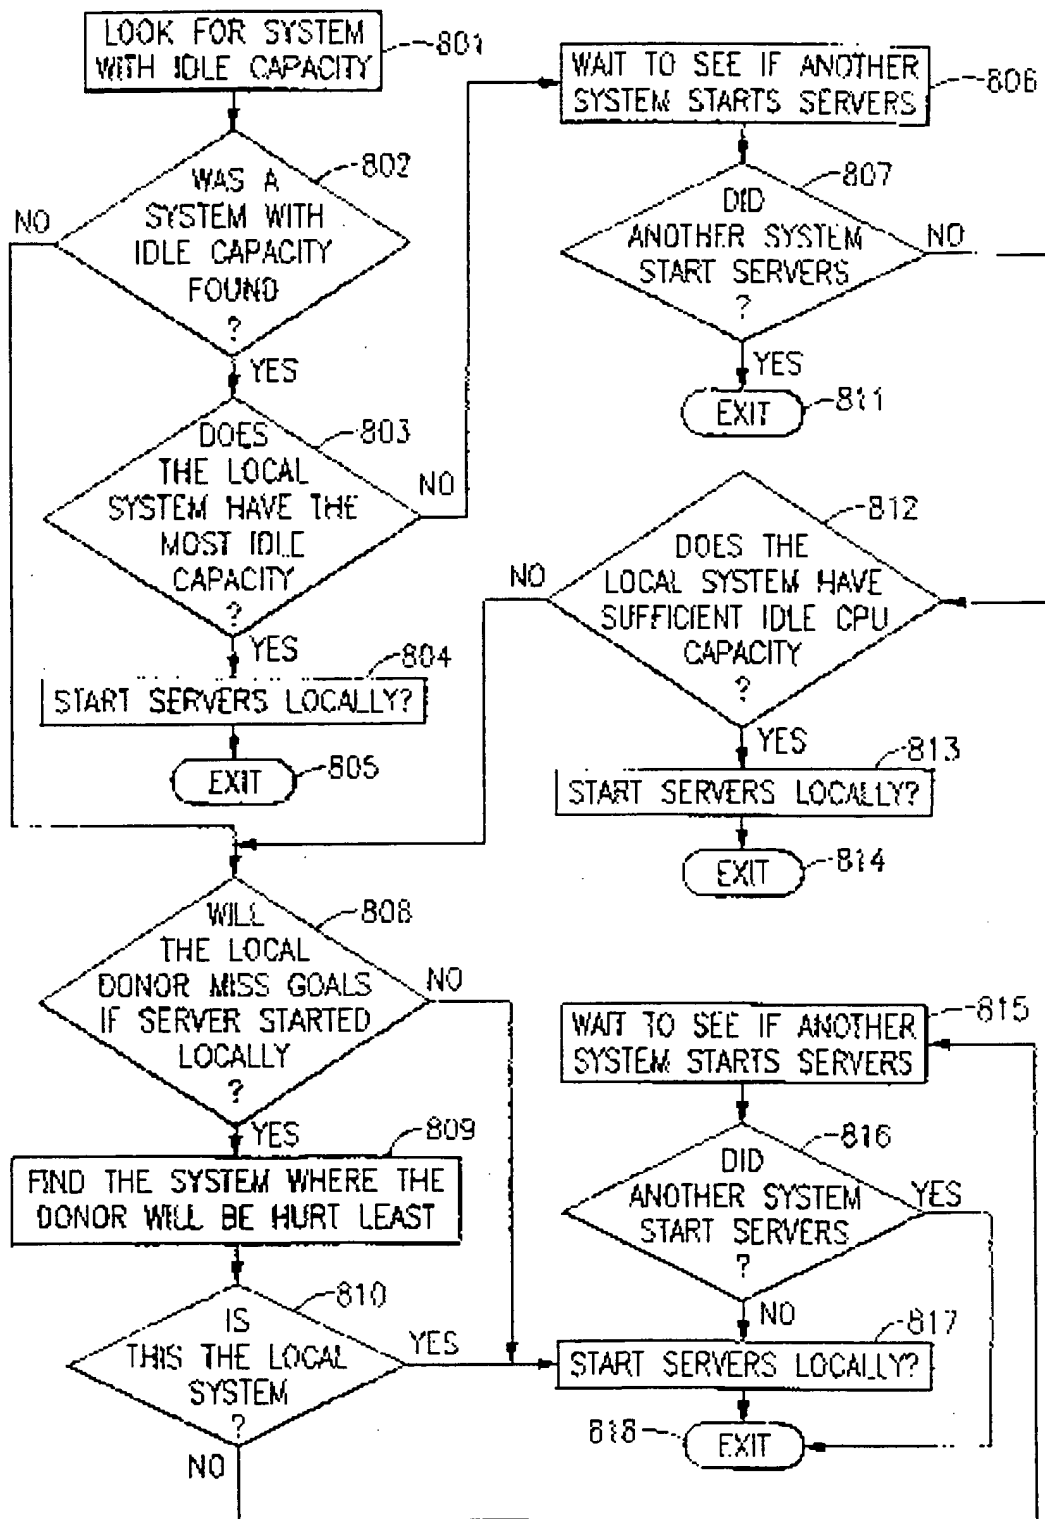 LOOK FOR SYSTEM
WITH IDLE CAPACITY
801
802
WAS A
SYSTEM WITH
IDLE CAPACITY
FOUND
?
NO
YES
803
DOES
THE LOCAL
SYSTEM HAVE THE
MOST IDLE
CAPACITY
?
NO
YES
804
START SERVERS LOCALLY?
EXIT
805
WAIT TO SEE IF ANOTHER
SYSTEM STARTS SERVERS
806
807
DID
ANOTHER SYSTEM
START SERVERS
?
NO
YES
EXIT
811
812
DOES THE
LOCAL SYSTEM HAVE
SUFFICIENT IDLE CPU
CAPACITY
?
NO
YES
813
START SERVERS LOCALLY?
EXIT
814
808
WILL
THE LOCAL
DONOR MISS GOALS
IF SERVER STARTED
LOCALLY
?
NO
YES
809
FIND THE SYSTEM WHERE THE
DONOR WILL BE HURT LEAST
810
IS
THIS THE LOCAL
SYSTEM
?
YES
NO
815
WAIT TO SEE IF ANOTHER
SYSTEM STARTS SERVERS
816
DID
ANOTHER SYSTEM
START SERVERS
?
YES
NO
817
START SERVERS LOCALLY?
818
EXIT